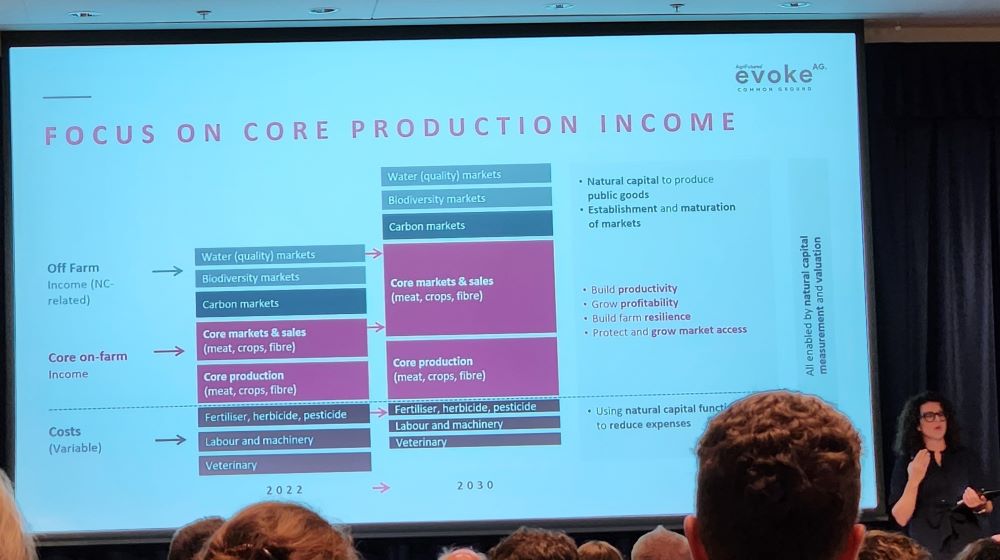 AgriFutures
evoke AG.
COMMON GROUND
FOCUS ON CORE PRODUCTION INCOME
Off Farm
Income (NC-
related)
Core on-farm
Income
Costs
(Variable)
Water (quality) markets
Biodiversity markets
Carbon markets
Core markets & sales
(meat, crops, fibre)
Core production
(meat, crops, fibre)
Fertiliser, herbicide, pesticide
Labour and machinery
Veterinary
2022
Water (quality) markets
Biodiversity markets
Carbon markets
Core markets & sales
(meat, crops, fibre)
Core production
(meat, crops, fibre)
Fertiliser, herbicide, pesticide
Labour and machinery
Veterinary
2030
• Natural capital to produce
public goods
• Establishment and maturation
of markets
• Build productivity
• Grow profitability
• Build farm resilience
• Protect and grow market access
• Using natural capital
to reduce expenses
All enabled by natural capital
measurement and valuation